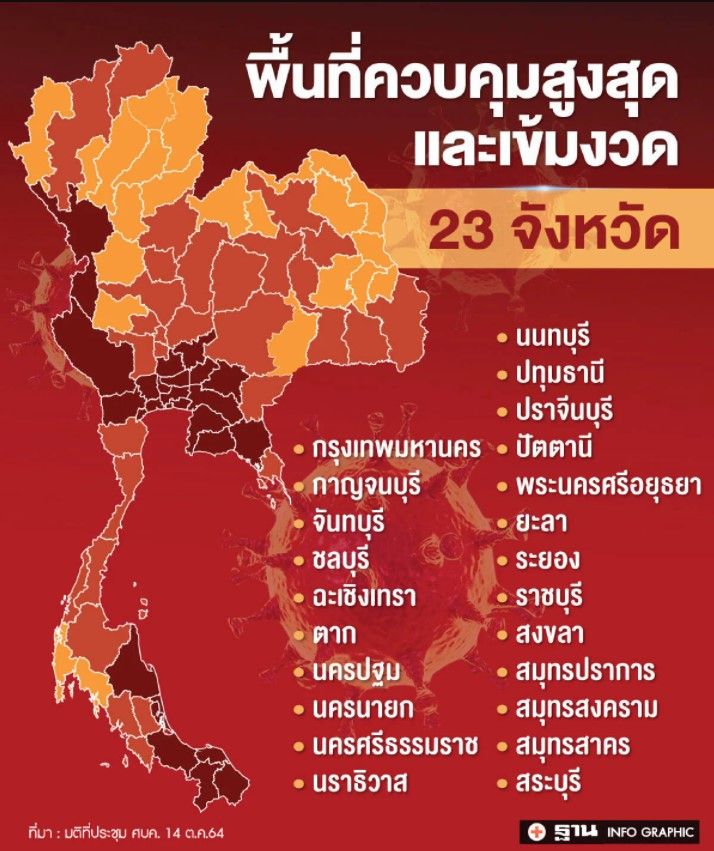 พื้นที่ควบคุมสูงสุด
และเข้มงวด
23 จังหวัด
• กรุงเทพมหานคร
• กาญจนบุรี
• จันทบุรี
• ชลบุรี
• ฉะเชิงเทรา
• ตาก
• นครปฐม
• นครนายก
• นครศรีธรรมราช
• นราธิวาส
• นนทบุรี
• ปทุมธานี
• ปราจีนบุรี
• ปัตตานี
• พระนครศรีอยุธยา
• ยะลา
• ระยอง
• ราชบุรี
• สงขลา
• สมุทรปราการ
• สมุทรสงคราม
• สมุทรสาคร
• สระบุรี
ที่มา : มติที่ประชุม ศบค. 14 ต.ค.64
ฐาน INFO GRAPHIC